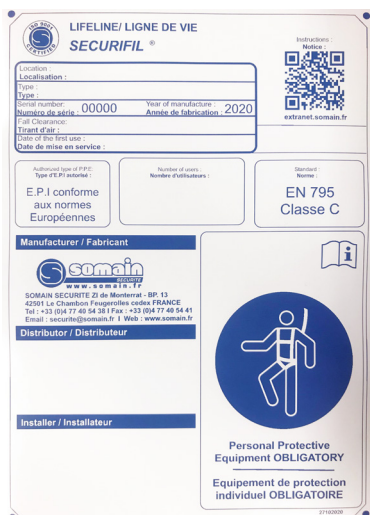 ISO 9001
CERTIFIED
LIFELINE/ LIGNE DE VIE
SECURIFIL ®
Instructions :
Notice :
extranet.somain.fr
Location :
Localisation :
Type :
Type :
Serial number: 00000 Year of manufacture : 2020
Numéro de série : Année de fabrication :
Fall Clearance:
Tirant d'air :
Date of the first use :
Date de mise en service :
Authorized type of P.P.E:
Type d'E.P.I autorisé :
E.P.I conforme
aux normes
Européennes
Number of users :
Nombre d'utilisateurs :
Standard :
Norme :
EN 795
Classe C
Manufacturer / Fabricant
somain
SECURITE
www.somain.fr
SOMAIN SECURITE ZI de Monterrat - BP. 13
42501 Le Chambon Feugerolles cedex FRANCE
Tel : +33 (0)4 77 40 54 38 I Fax : +33 (0)4 77 40 54 41
Email : securite@somain.fr I Web : www.somain.fr
Distributor / Distributeur
Installer / Installateur
i
Personal Protective
Equipment OBLIGATORY
Equipement de protection
individuel OBLIGATOIRE
27102020